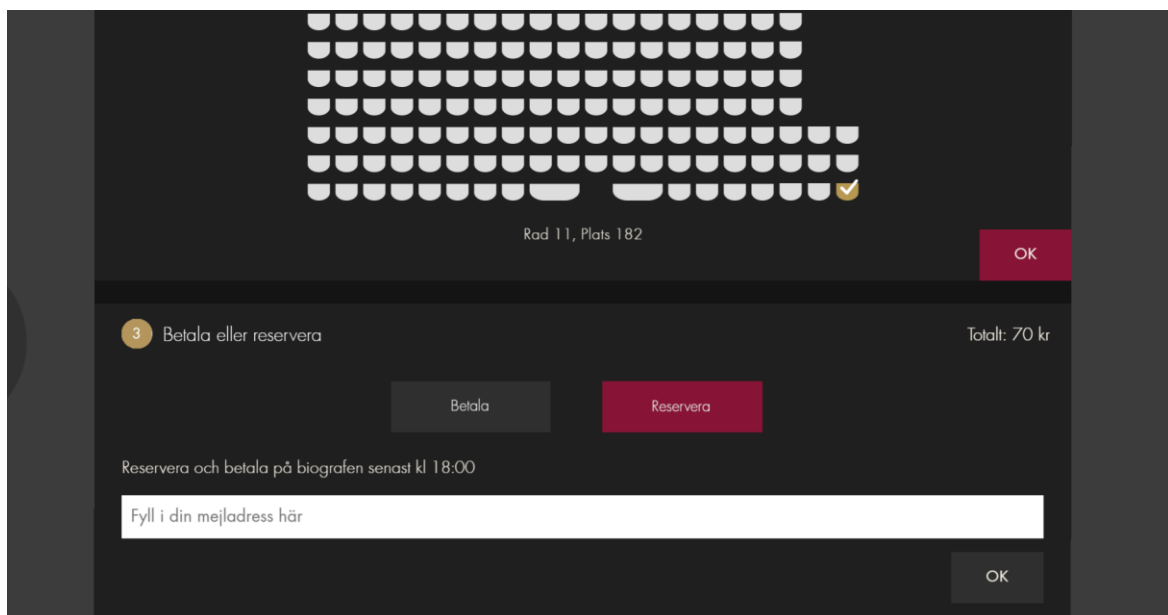 Rad 11, Plats 182
OK
3 Betala eller reservera
Totalt: 70 kr
Betala
Reservera
Reservera och betala på biografen senast kl 18:00
Fyll i din mejladress här
OK